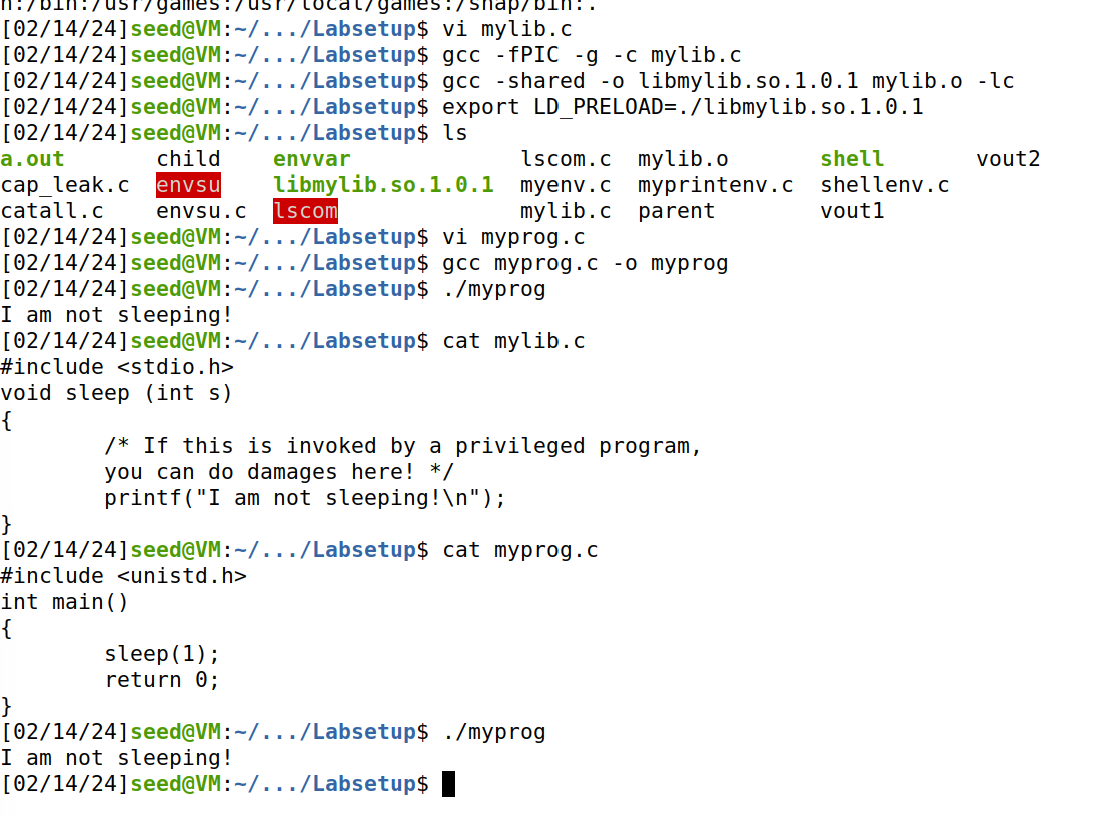 n:/bin:/usr/games:/usr/local/games:/snap/bin:.
[02/14/24]seed@VM:~/.../Labsetup$ vi mylib.c
[02/14/24]seed@VM:~/.../Labsetup$ gcc -fPIC -g -c mylib.c
[02/14/24]seed@VM:~/.../Labsetup$ gcc -shared -o libmylib.so.1.0.1 mylib.o -lc
[02/14/24]seed@VM:~/.../Labsetup$ export LD_PRELOAD=./libmylib.so.1.0.1
[02/14/24]seed@VM:~/.../Labsetup$ ls
a.out       child    envvar             lscom.c  mylib.o       shell       vout2
cap_leak.c  envsu    libmylib.so.1.0.1  myenv.c  myprintenv.c  shellenv.c
catall.c    envsu.c  lscom              mylib.c  parent        vout1
[02/14/24]seed@VM:~/.../Labsetup$ vi myprog.c
[02/14/24]seed@VM:~/.../Labsetup$ gcc myprog.c -o myprog
[02/14/24]seed@VM:~/.../Labsetup$ ./myprog
I am not sleeping!
[02/14/24]seed@VM:~/.../Labsetup$ cat mylib.c
#include <stdio.h>
void sleep (int s)
{
        /* If this is invoked by a privileged program,
        you can do damages here! */
        printf("I am not sleeping!\n");
}
[02/14/24]seed@VM:~/.../Labsetup$ cat myprog.c
#include <unistd.h>
int main()
{
        sleep(1);
        return 0;
}
[02/14/24]seed@VM:~/.../Labsetup$ ./myprog
I am not sleeping!
[02/14/24]seed@VM:~/.../Labsetup$